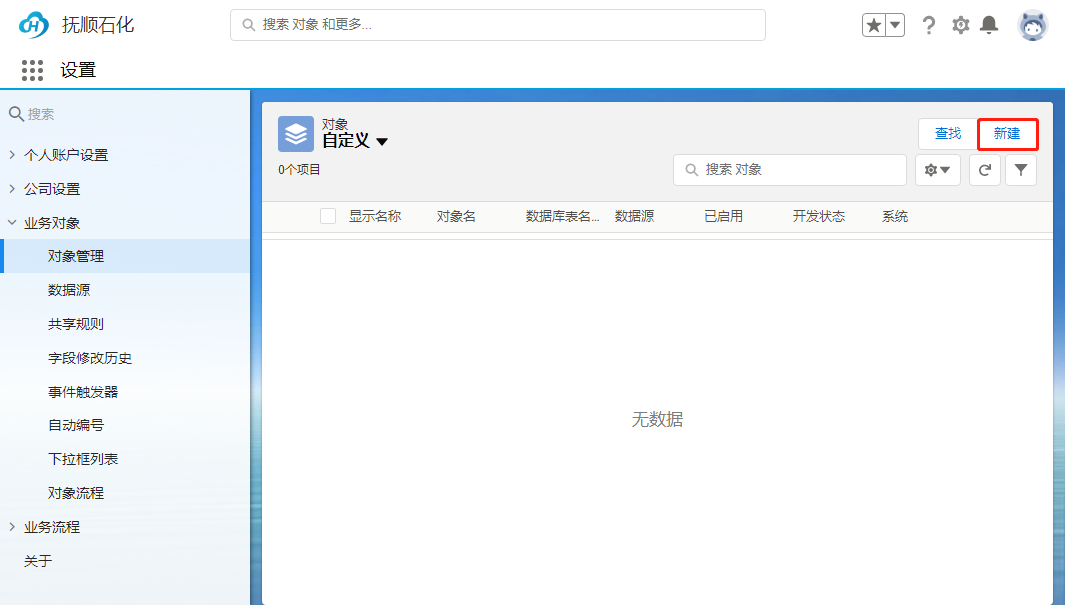 抚顺石化
搜索 对象 和更多...
设置
搜索
个人账户设置
公司设置
业务对象
对象管理
数据源
共享规则
字段修改历史
事件触发器
自动编号
下拉框列表
对象流程
业务流程
关于
对象
自定义
0个项目
查找
新建
搜索 对象
显示名称 对象名 数据库表名... 数据源 已启用 开发状态 系统
无数据